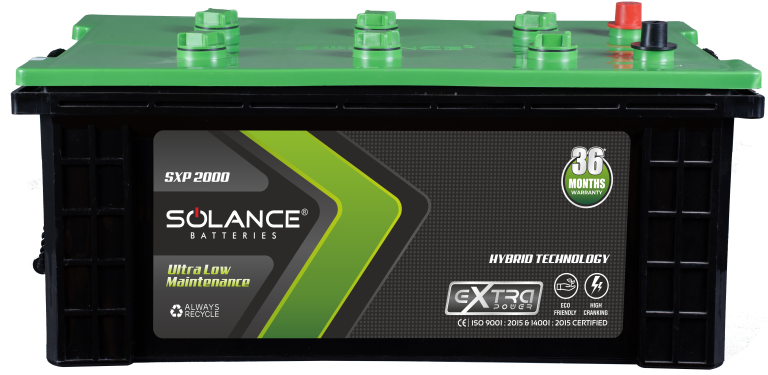 SOLANCE
36*
MONTHS
WARRANTY
SXP 2000
SOLANCE®
BATTERIES
Ultra Low
Maintenance
ALWAYS
RECYCLE
HYBRID TECHNOLOGY
eXTRA
POWER
ECO
FRIENDLY
HIGH
CRANKING
CE | ISO 9001 : 2015 & 14001 : 2015 CERTIFIED